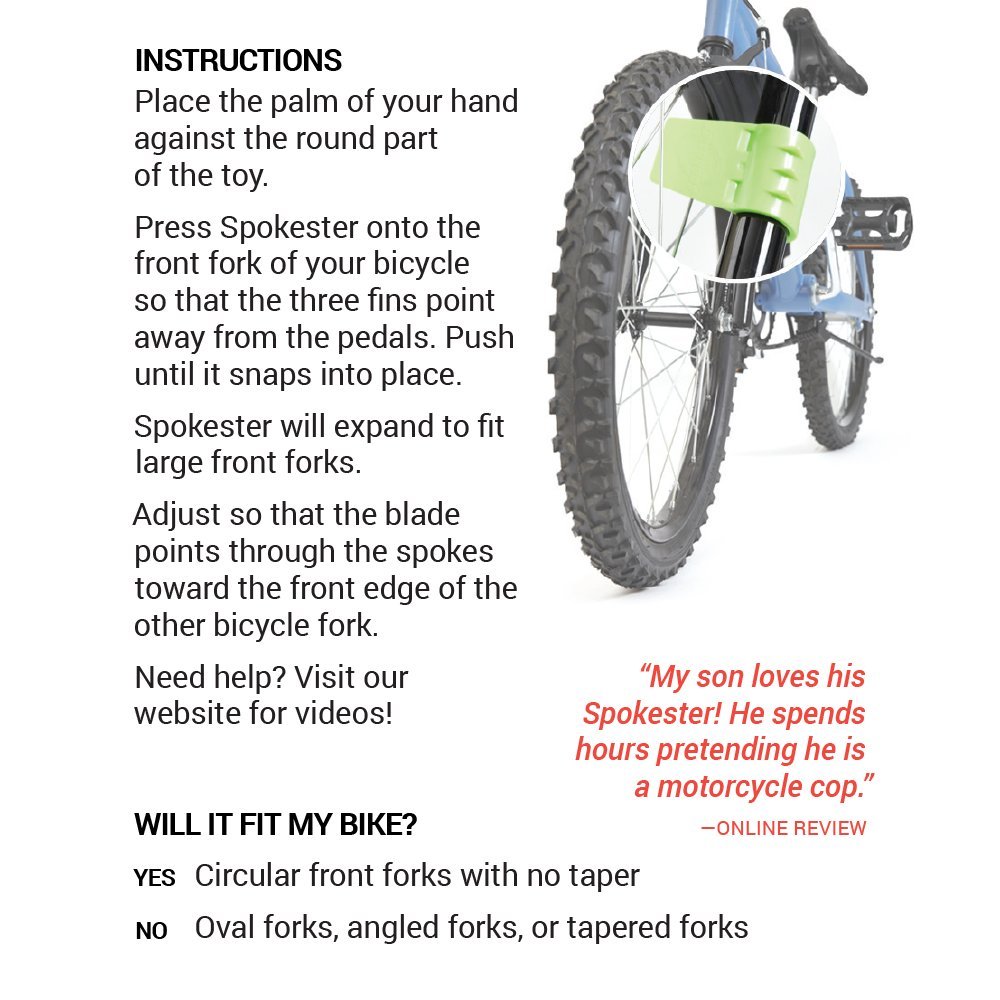 INSTRUCTIONS
Place the palm of your hand
against the round part
of the toy.
Press Spokester onto the
front fork of your bicycle
so that the three fins point
away from the pedals. Push
until it snaps into place.
Spokester will expand to fit
large front forks.
Adjust so that the blade
points through the spokes
toward the front edge of the
other bicycle fork.
Need help? Visit our
website for videos!
“My son loves his
Spokester! He spends
hours pretending he is
a motorcycle cop.”
—ONLINE REVIEW
WILL IT FIT MY BIKE?
YES Circular front forks with no taper
NO Oval forks, angled forks, or tapered forks